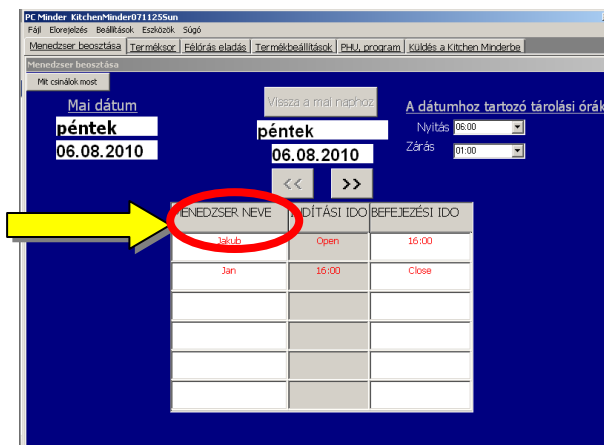 PC Minder KitchenMinder0711255un
Fájl Elorejelzés Beállítások Eszközök Súgó
Menedzser beosztása Terméksor Félórás eladás Termékbeállítások PHU, program Küldés a Kitchen Minderbe
Menedzser beosztása
Mit csinálok most
Mai dátum
péntek
06.08.2010
Vissza a mai naphoz
péntek
06.08.2010
<< >>
A dátumhoz tartozó tárolási órák
Nyitás 06:00
Zárás 01:00
MENEDZSER NEVE INDÍTÁSI IDO BEFEJEZÉSI IDO
Jakub Open 16:00
Jan 16:00 Close